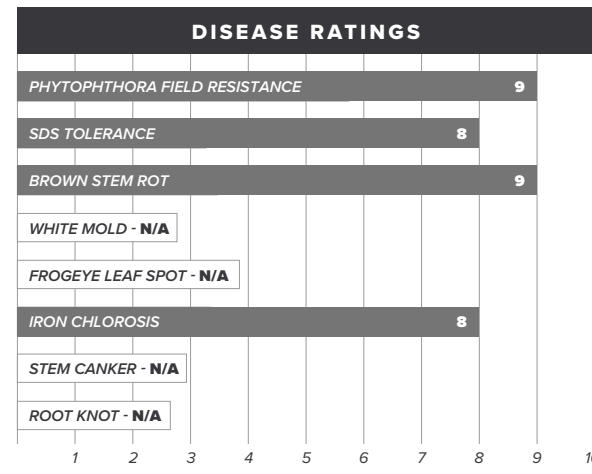 DISEASE RATINGS
PHYTOPHTHORA FIELD RESISTANCE 9
SDS TOLERANCE 8
BROWN STEM ROT 9
WHITE MOLD - N/A
FROGEYE LEAF SPOT - N/A
IRON CHLOROSIS 8
STEM CANKER - N/A
ROOT KNOT - N/A
1 2 3 4 5 6 7 8 9